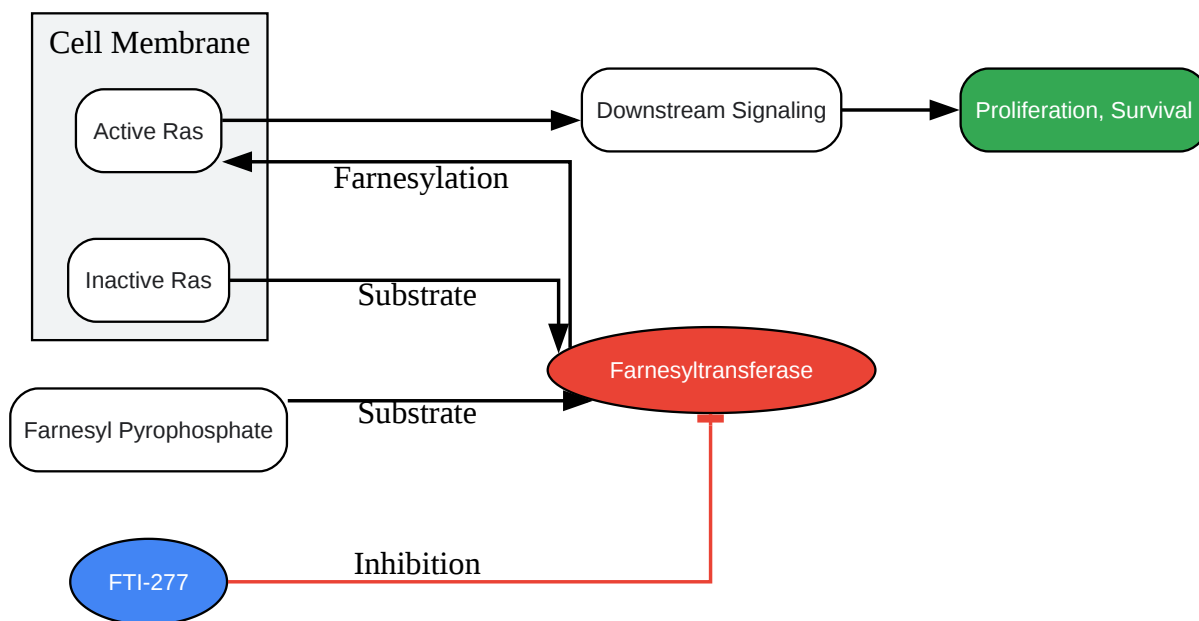 Cell Membrane
Active Ras
Downstream Signaling
Proliferation, Survival
Farnesylation
Inactive Ras
Substrate
Farnesyltransferase
Substrate
Farnesyl Pyrophosphate
Inhibition
FTI-277